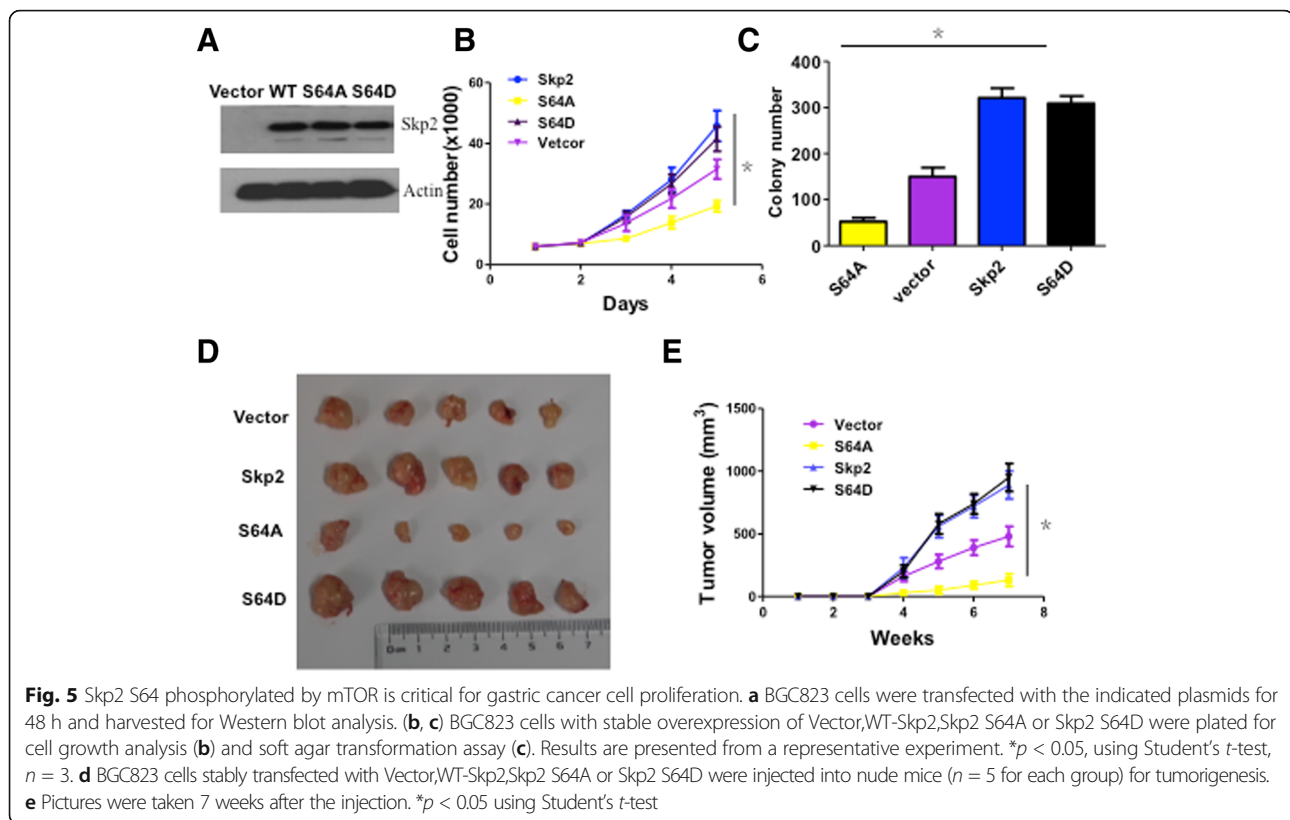 A
Vector WT S64A S64D
Skp2
Actin
B
Skp2
S64A
S64D
Vetcor
Cell number(x1000)
60
40
20
0
0 2 4 6
Days
*
C
*
Colony number
400
300
200
100
0
S64A vector Skp2 S64D
D
Vector
Skp2
S64A
S64D
0cm 1 2 3 4 5 6 7
E
Tumor volume (mm3)
1500
1000
500
0
Vector
S64A
Skp2
S64D
*
0 2 4 6 8
Weeks
Fig. 5 Skp2 S64 phosphorylated by mTOR is critical for gastric cancer cell proliferation. a BGC823 cells were transfected with the indicated plasmids for
48 h and harvested for Western blot analysis. (b, c) BGC823 cells with stable overexpression of Vector,WT-Skp2,Skp2 S64A or Skp2 S64D were plated for
cell growth analysis (b) and soft agar transformation assay (c). Results are presented from a representative experiment. *p < 0.05, using Student's t-test,
n = 3. d BGC823 cells stably transfected with Vector,WT-Skp2,Skp2 S64A or Skp2 S64D were injected into nude mice (n = 5 for each group) for tumorigenesis.
e Pictures were taken 7 weeks after the injection. *p < 0.05 using Student's t-test